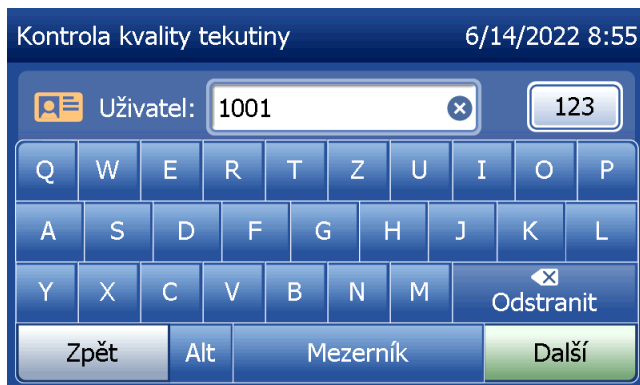 Kontrola kvality tekutiny 6/14/2022 8:55
Uživatel: 1001 123
Q W E R T Z U I O P
A S D F G H J K L
Y X C V B N M Odstranit
Zpět Alt Mezerník Další